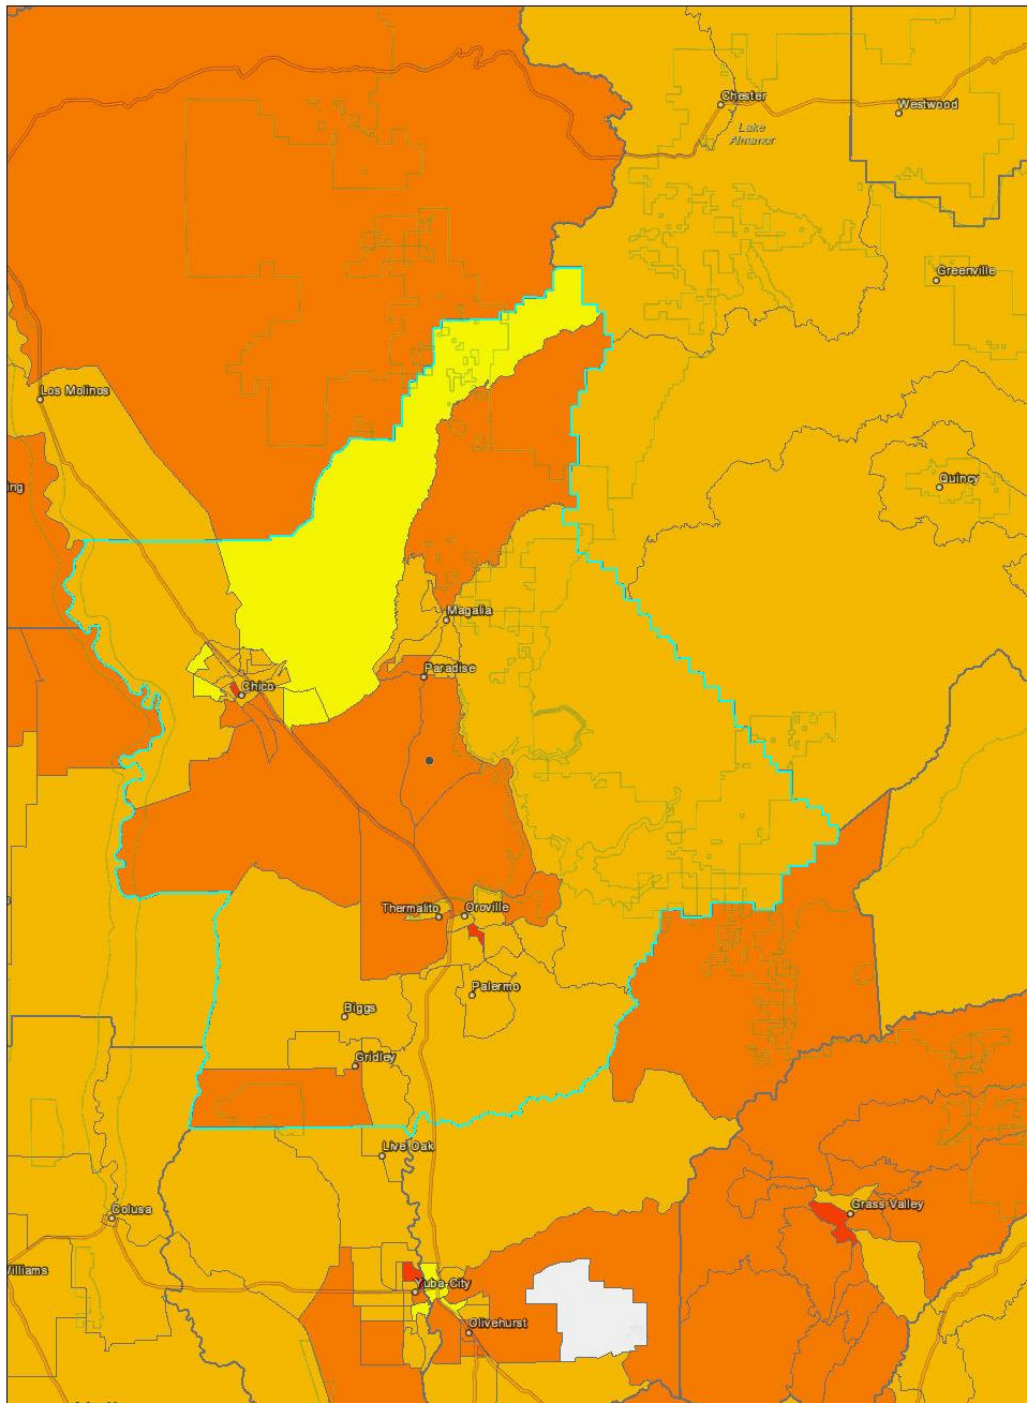 Chester
Westwood
Lake
Almanor
Greenville
Los Molinos
Quincy
ing
Magalia
Paradise
Chico
Thermalito
Oroville
Palermo
Biggs
Gridley
Live Oak
Colusa
Grass Valley
Williams
Yuba City
Olivehurst